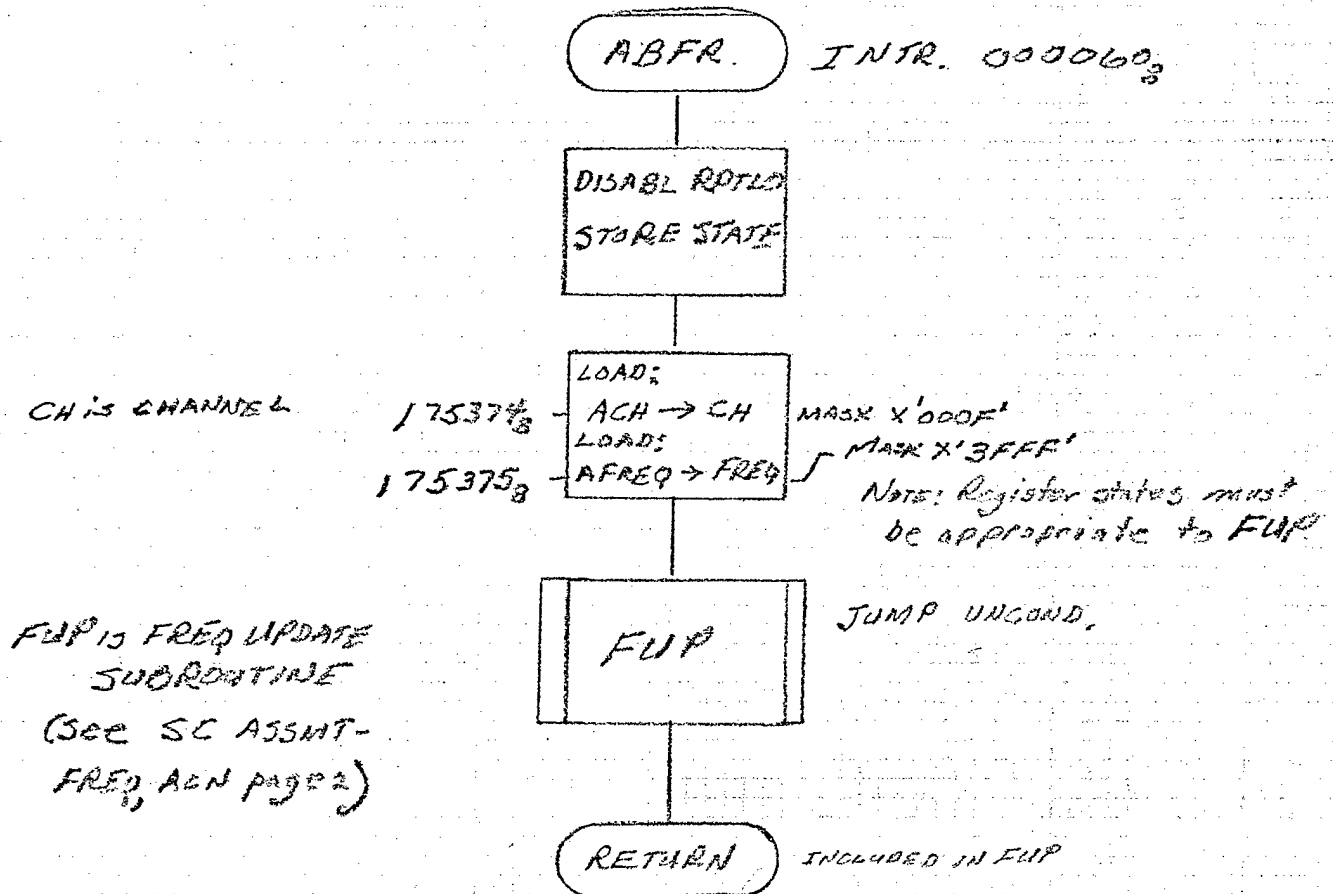 ABFR. INTR. 000060₈
DISABL RPTLO
STORE STATE
LOAD:
CH is CHANNEL 175374₈ - ACH → CH MASK X'000F'
LOAD:
175375₈ - AFREQ → FREQ MASK X'3FFF'
NOTE: Register states must
be appropriate to FUP
FUP JUMP UNCOND.
FUP is FREQ UPDATE
SUBROUTINE
(See SC ASSMT-
FREQ, ACN page 2)
RETURN INCLUDED IN FUP